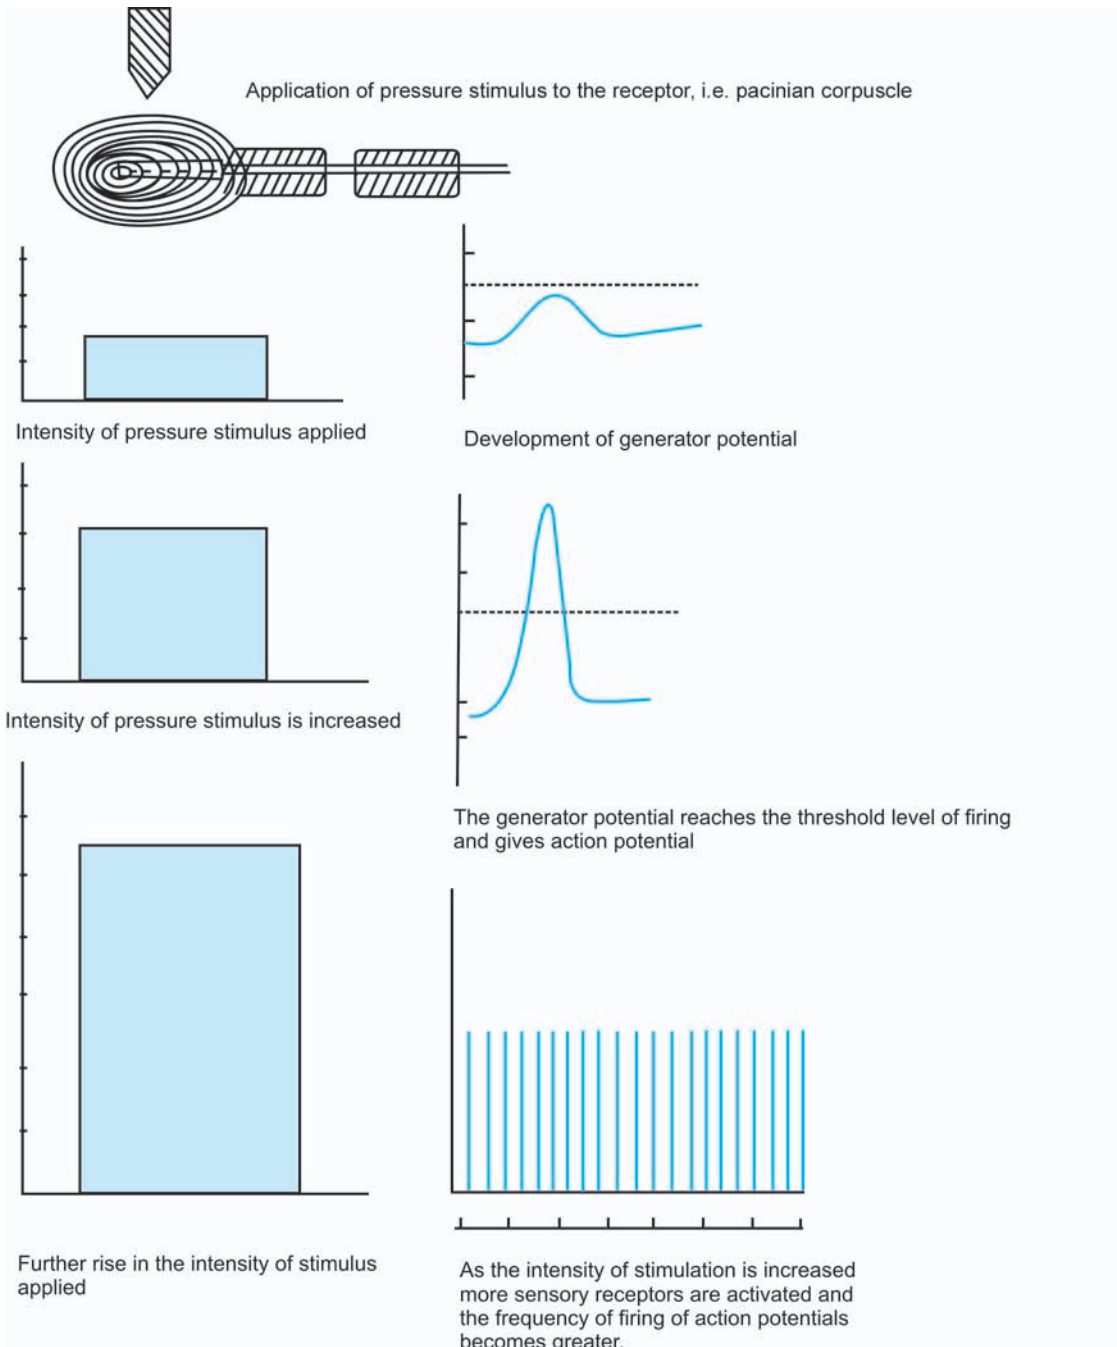 Application of pressure stimulus to the receptor, i.e. pacinian corpuscle
Intensity of pressure stimulus applied
Development of generator potential
Intensity of pressure stimulus is increased
The generator potential reaches the threshold level of firing
and gives action potential
Further rise in the intensity of stimulus
applied
As the intensity of stimulation is increased
more sensory receptors are activated and
the frequency of firing of action potentials
becomes greater.